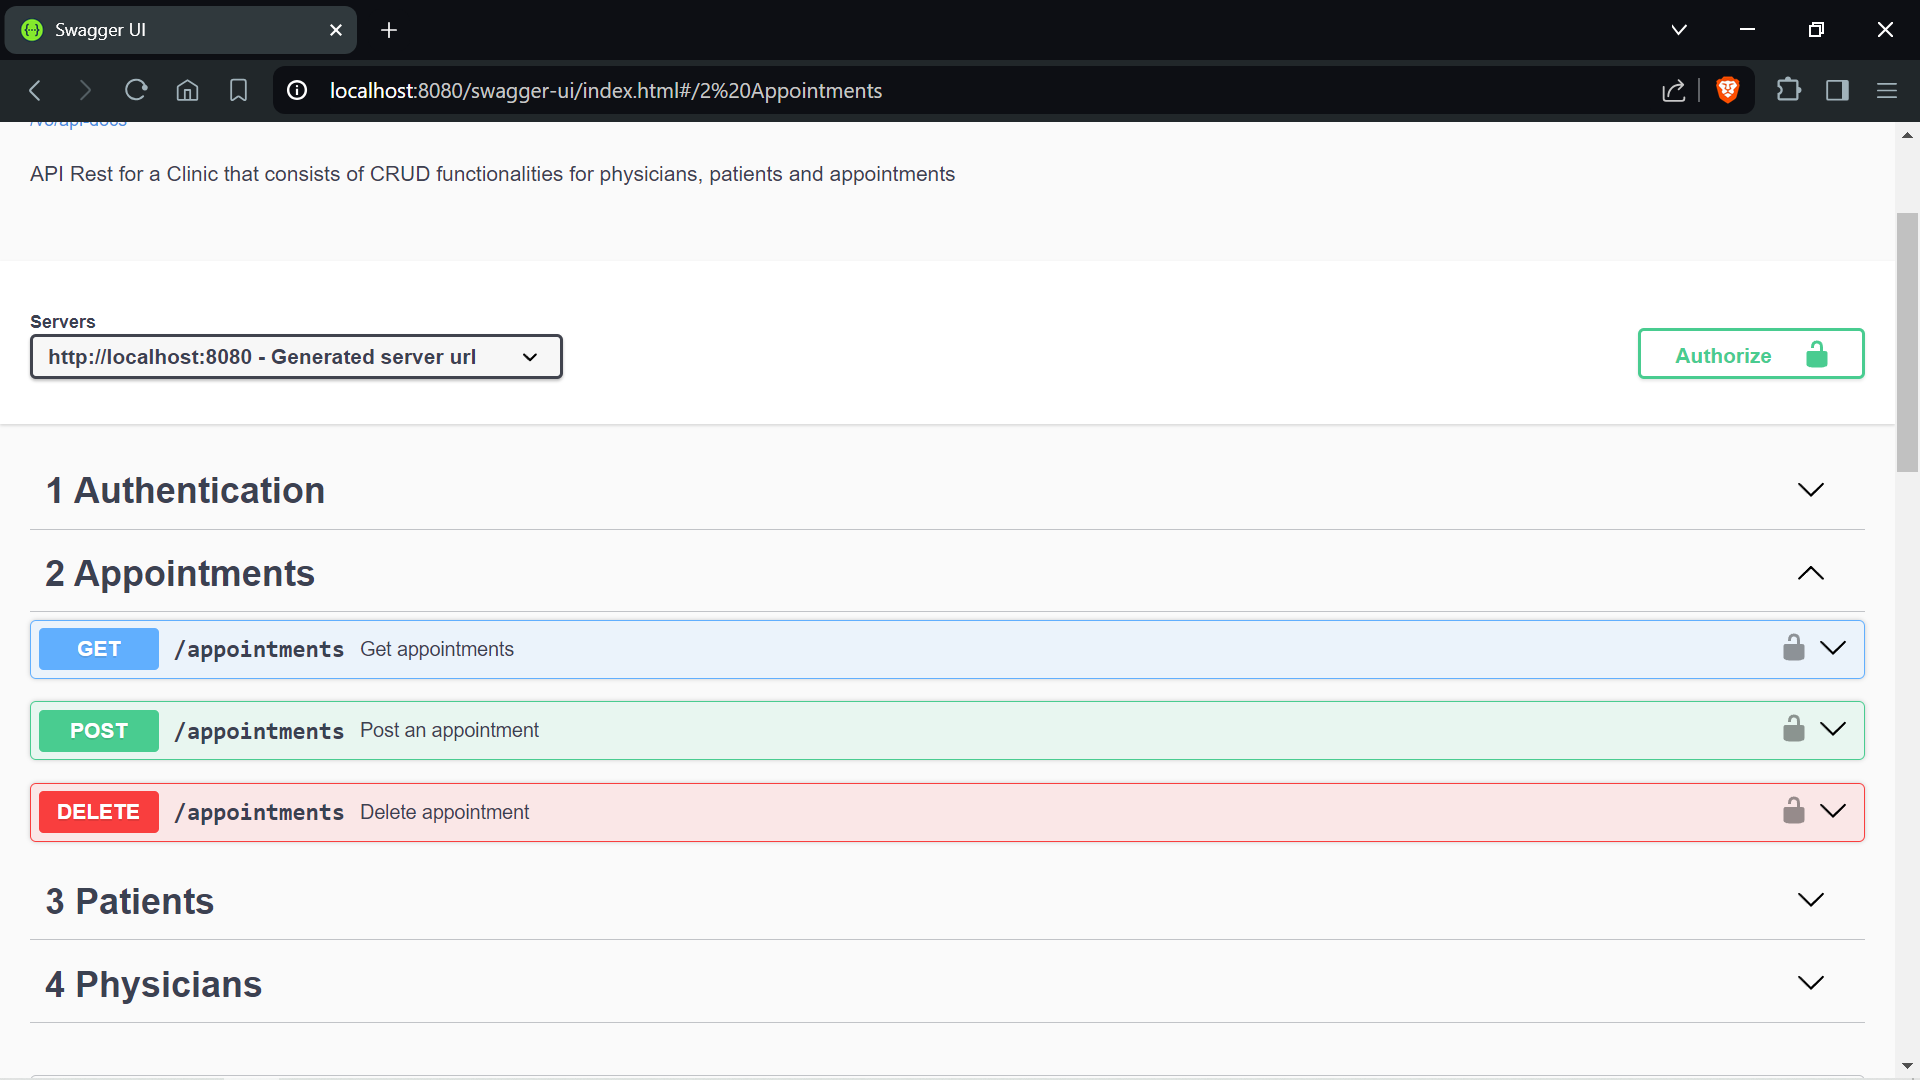 Swagger UI
localhost:8080/swagger-ui/index.html#/2%20Appointments
API Rest for a Clinic that consists of CRUD functionalities for physicians, patients and appointments
Servers
http://localhost:8080 - Generated server url
Authorize
1 Authentication
2 Appointments
GET /appointments Get appointments
POST /appointments Post an appointment
DELETE /appointments Delete appointment
3 Patients
4 Physicians